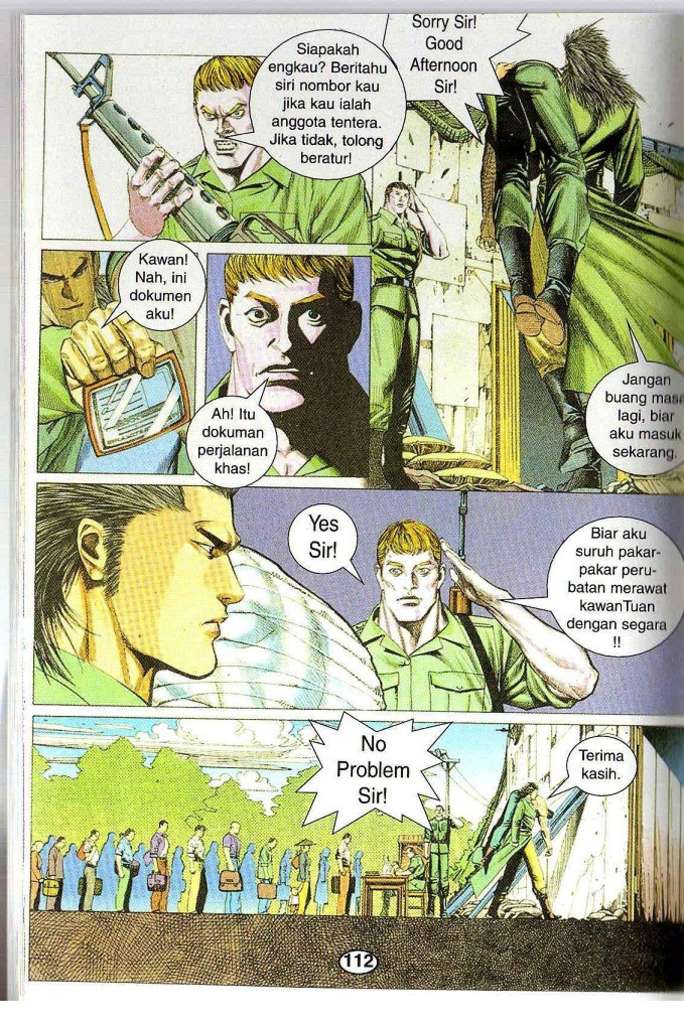 Siapakah
engkau? Beritahu
siri nombor kau
jika kau ialah
anggota tentera.
Jika tidak, tolong
beratur!
Sorry Sir!
Good
Afternoon
Sir!
Kawan!
Nah, ini
dokumen
aku!
Ah! Itu
dokuman
perjalanan
khas!
Jangan
buang masa
lagi, biar
aku masuk
sekarang.
Yes
Sir!
Biar aku
suruh pakar-
pakar peru-
batan merawat
kawanTuan
dengan segara
!!
No
Problem
Sir!
Terima
kasih.
112